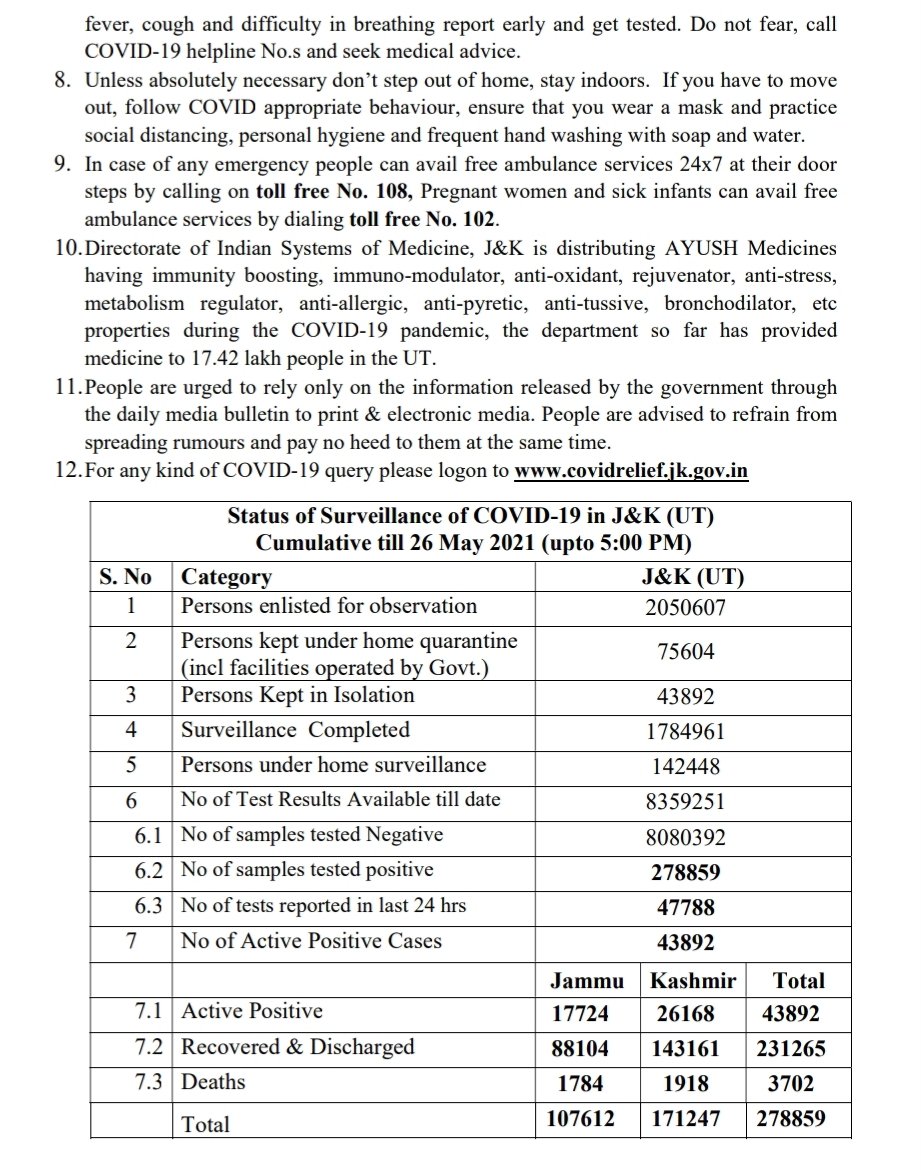 fever, cough and difficulty in breathing report early and get tested. Do not fear, call
COVID-19 helpline No.s and seek medical advice.
8. Unless absolutely necessary don’t step out of home, stay indoors. If you have to move
out, follow COVID appropriate behaviour, ensure that you wear a mask and practice
social distancing, personal hygiene and frequent hand washing with soap and water.
9. In case of any emergency people can avail free ambulance services 24x7 at their door
steps by calling on toll free No. 108, Pregnant women and sick infants can avail free
ambulance services by dialing toll free No. 102.
10. Directorate of Indian Systems of Medicine, J&K is distributing AYUSH Medicines
having immunity boosting, immuno-modulator, anti-oxidant, rejuvenator, anti-stress,
metabolism regulator, anti-allergic, anti-pyretic, anti-tussive, bronchodilator, etc
properties during the COVID-19 pandemic, the department so far has provided
medicine to 17.42 lakh people in the UT.
11. People are urged to rely only on the information released by the government through
the daily media bulletin to print & electronic media. People are advised to refrain from
spreading rumours and pay no heed to them at the same time.
12. For any kind of COVID-19 query please logon to www.covidrelief.jk.gov.in
Status of Surveillance of COVID-19 in J&K (UT)
Cumulative till 26 May 2021 (upto 5:00 PM)
S. No Category J&K (UT)
1 Persons enlisted for observation 2050607
2 Persons kept under home quarantine
(incl facilities operated by Govt.) 75604
3 Persons Kept in Isolation 43892
4 Surveillance Completed 1784961
5 Persons under home surveillance 142448
6 No of Test Results Available till date 8359251
6.1 No of samples tested Negative 8080392
6.2 No of samples tested positive 278859
6.3 No of tests reported in last 24 hrs 47788
7 No of Active Positive Cases 43892
Jammu Kashmir Total
7.1 Active Positive 17724 26168 43892
7.2 Recovered & Discharged 88104 143161 231265
7.3 Deaths 1784 1918 3702
Total 107612 171247 278859